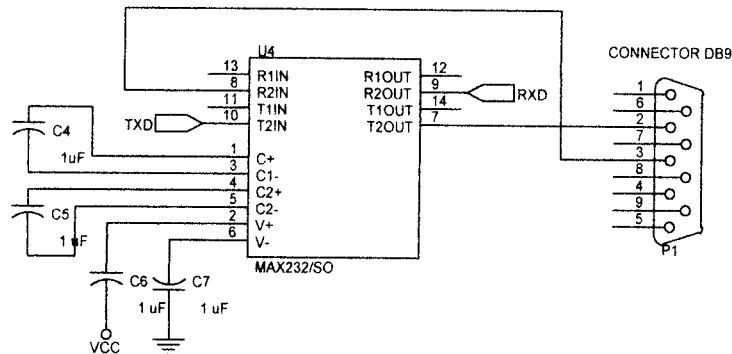 U4
CONNECTOR DB9
13 R1IN R1OUT 12
8 R2IN R2OUT 9 RXD
11 T1IN T1OUT 14
TXD 10 T2IN T2OUT 7
1 C+
3 C1-
4 C2+
5 C2-
2 V+
6 V-
MAX232/SO
C4
1uF
C5
C6
1 uF
C7
1 uF
VCC
1
6
2
7
3
8
4
9
5
P1